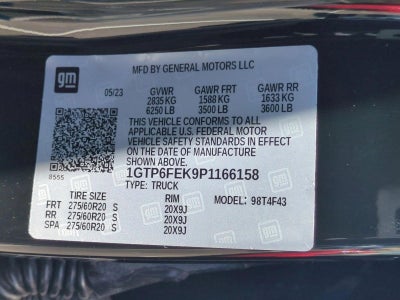 gm
MFD BY GENERAL MOTORS LLC
05/23 GVWR GAWR FRT GAWR RR
2835 KG 1588 KG 1633 KG
6250 LB 3500 LB 3600 LB
THIS VEHICLE CONFORMS TO ALL
APPLICABLE U.S. FEDERAL MOTOR
VEHICLE SAFETY STANDARDS IN EFFECT
ON THE DATE OF MANUFACTURE
SHOWN ABOVE.
8555
1GTP6FEK9P1166158
TYPE: TRUCK
TIRE SIZE RIM MODEL: 98T4F43
FRT 275/60R20 S 20X9J
RR 275/60R20 S 20X9J
SPA 275/60R20 S 20X9J